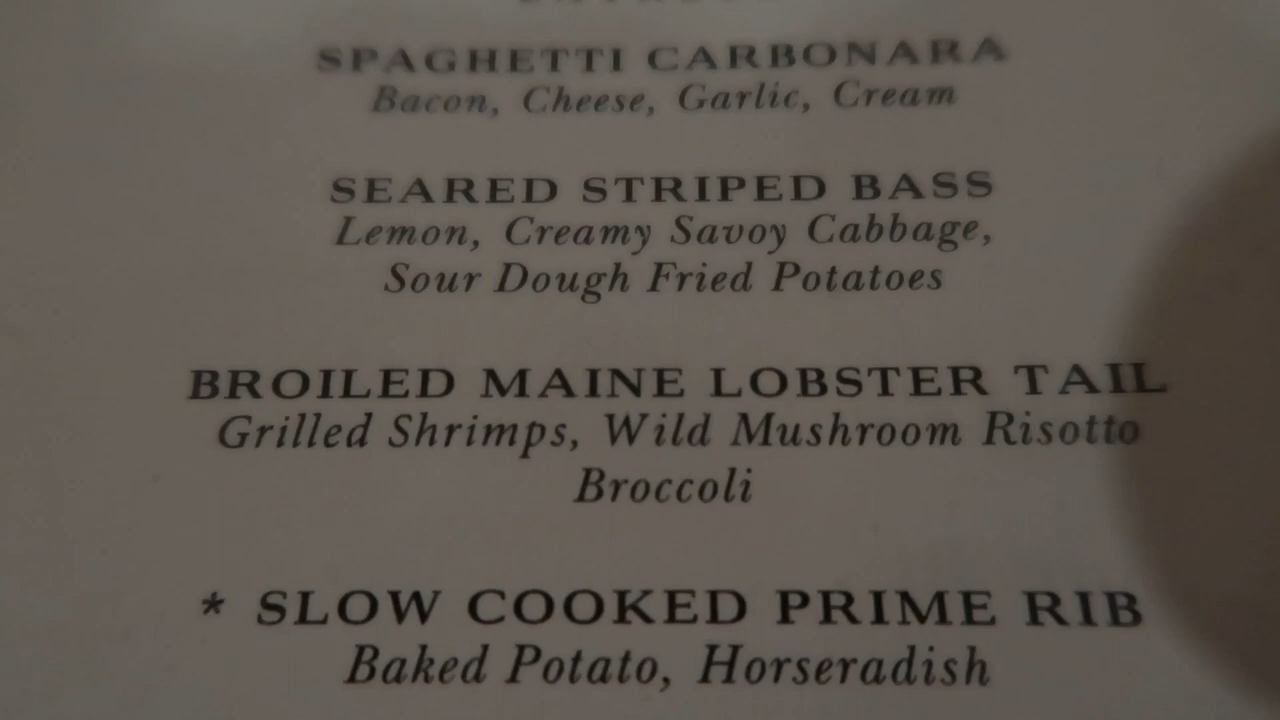 SPAGHETTI CARBONARA
Bacon, Cheese, Garlic, Cream
SEARED STRIPED BASS
Lemon, Creamy Savoy Cabbage,
Sour Dough Fried Potatoes
BROILED MAINE LOBSTER TAIL
Grilled Shrimps, Wild Mushroom Risotto
Broccoli
* SLOW COOKED PRIME RIB
Baked Potato, Horseradish